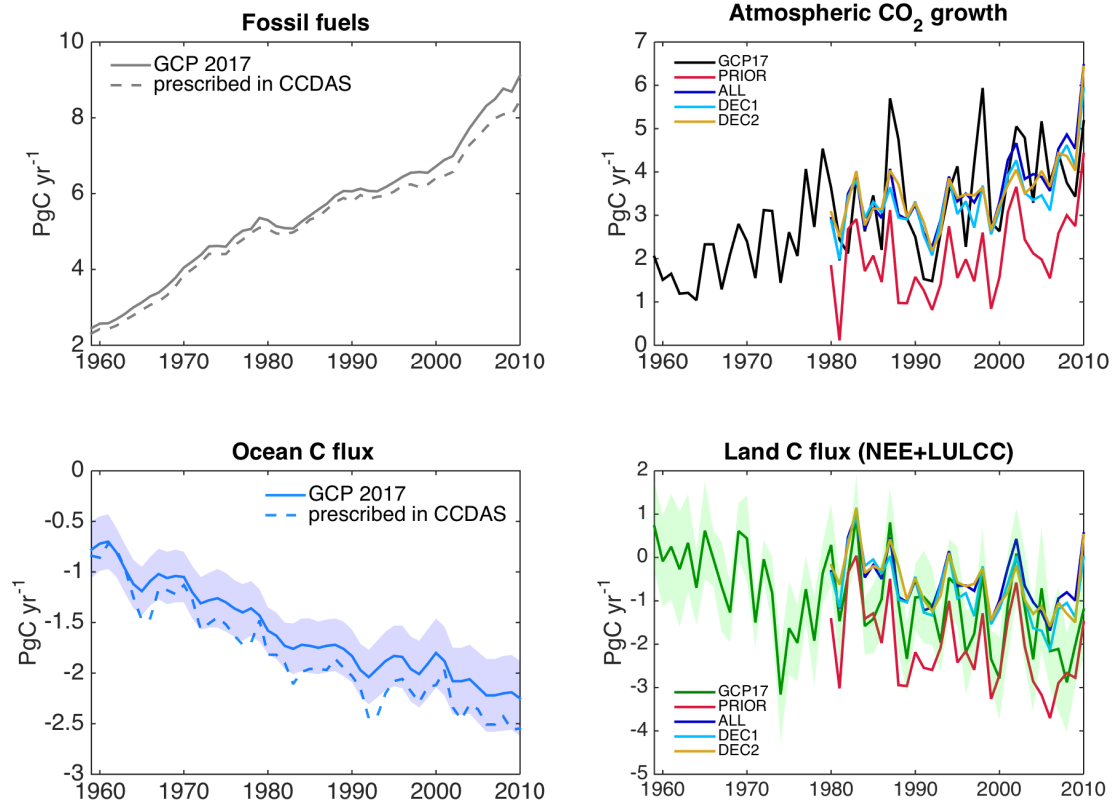 Fossil fuels
PgC yr-1
10
8
6
4
2
GCP 2017
prescribed in CCDAS
1960 1970 1980 1990 2000 2010
Atmospheric CO2 growth
PgC yr-1
7
6
5
4
3
2
1
0
GCP17
PRIOR
ALL
DEC1
DEC2
1960 1970 1980 1990 2000 2010
Ocean C flux
PgC yr-1
0
-0.5
-1
-1.5
-2
-2.5
-3
GCP 2017
prescribed in CCDAS
1960 1970 1980 1990 2000 2010
Land C flux (NEE+LULCC)
PgC yr-1
2
1
0
-1
-2
-3
-4
-5
GCP17
PRIOR
ALL
DEC1
DEC2
1960 1970 1980 1990 2000 2010